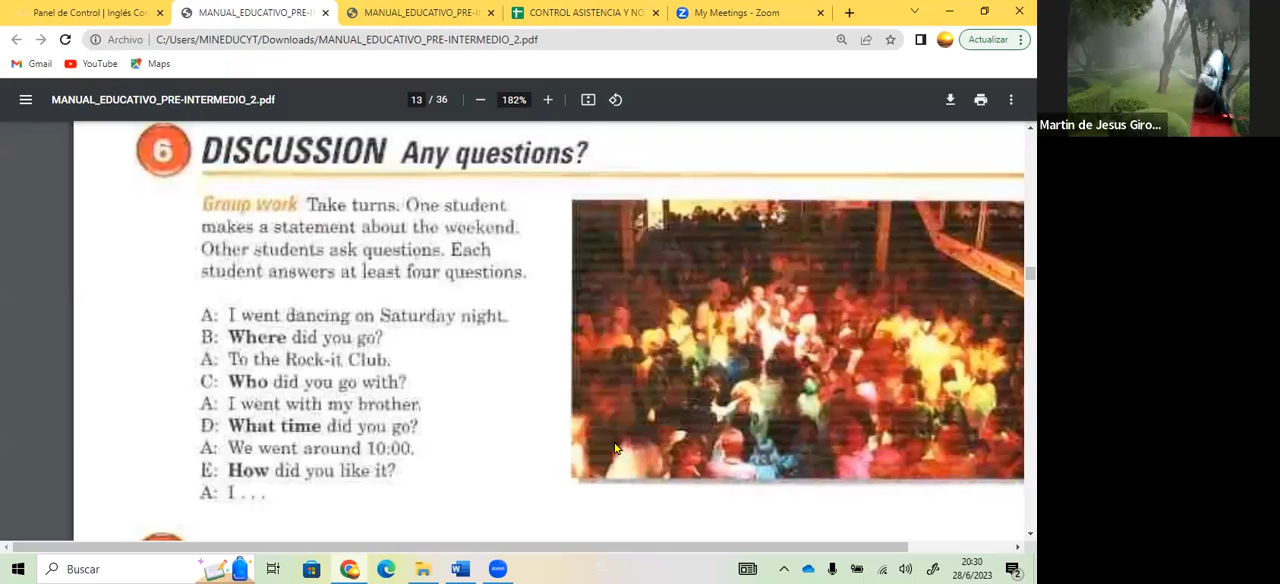 Panel de Control | Inglés Co
MANUAL_EDUCATIVO_PRE-I
MANUAL_EDUCATIVO_PRE-I
CONTROL ASISTENCIA Y NO
My Meetings - Zoom
Archivo
C:/Users/MINEDUCYT/Downloads/MANUAL_EDUCATIVO_PRE-INTERMEDIO_2.pdf
Actualizar
Gmail
YouTube
Maps
MANUAL_EDUCATIVO_PRE-INTERMEDIO_2.pdf
13 / 36
182%
Martin de Jesus Giro...
6 DISCUSSION Any questions?
Group work Take turns. One student
makes a statement about the weekend.
Other students ask questions. Each
student answers at least four questions.
A: I went dancing on Saturday night.
B: Where did you go?
A: To the Rock-it Club.
C: Who did you go with?
A: I went with my brother.
D: What time did you go?
A: We went around 10:00.
E: How did you like it?
A: I . . .
Buscar
zoom
20:30
28/6/2023
2